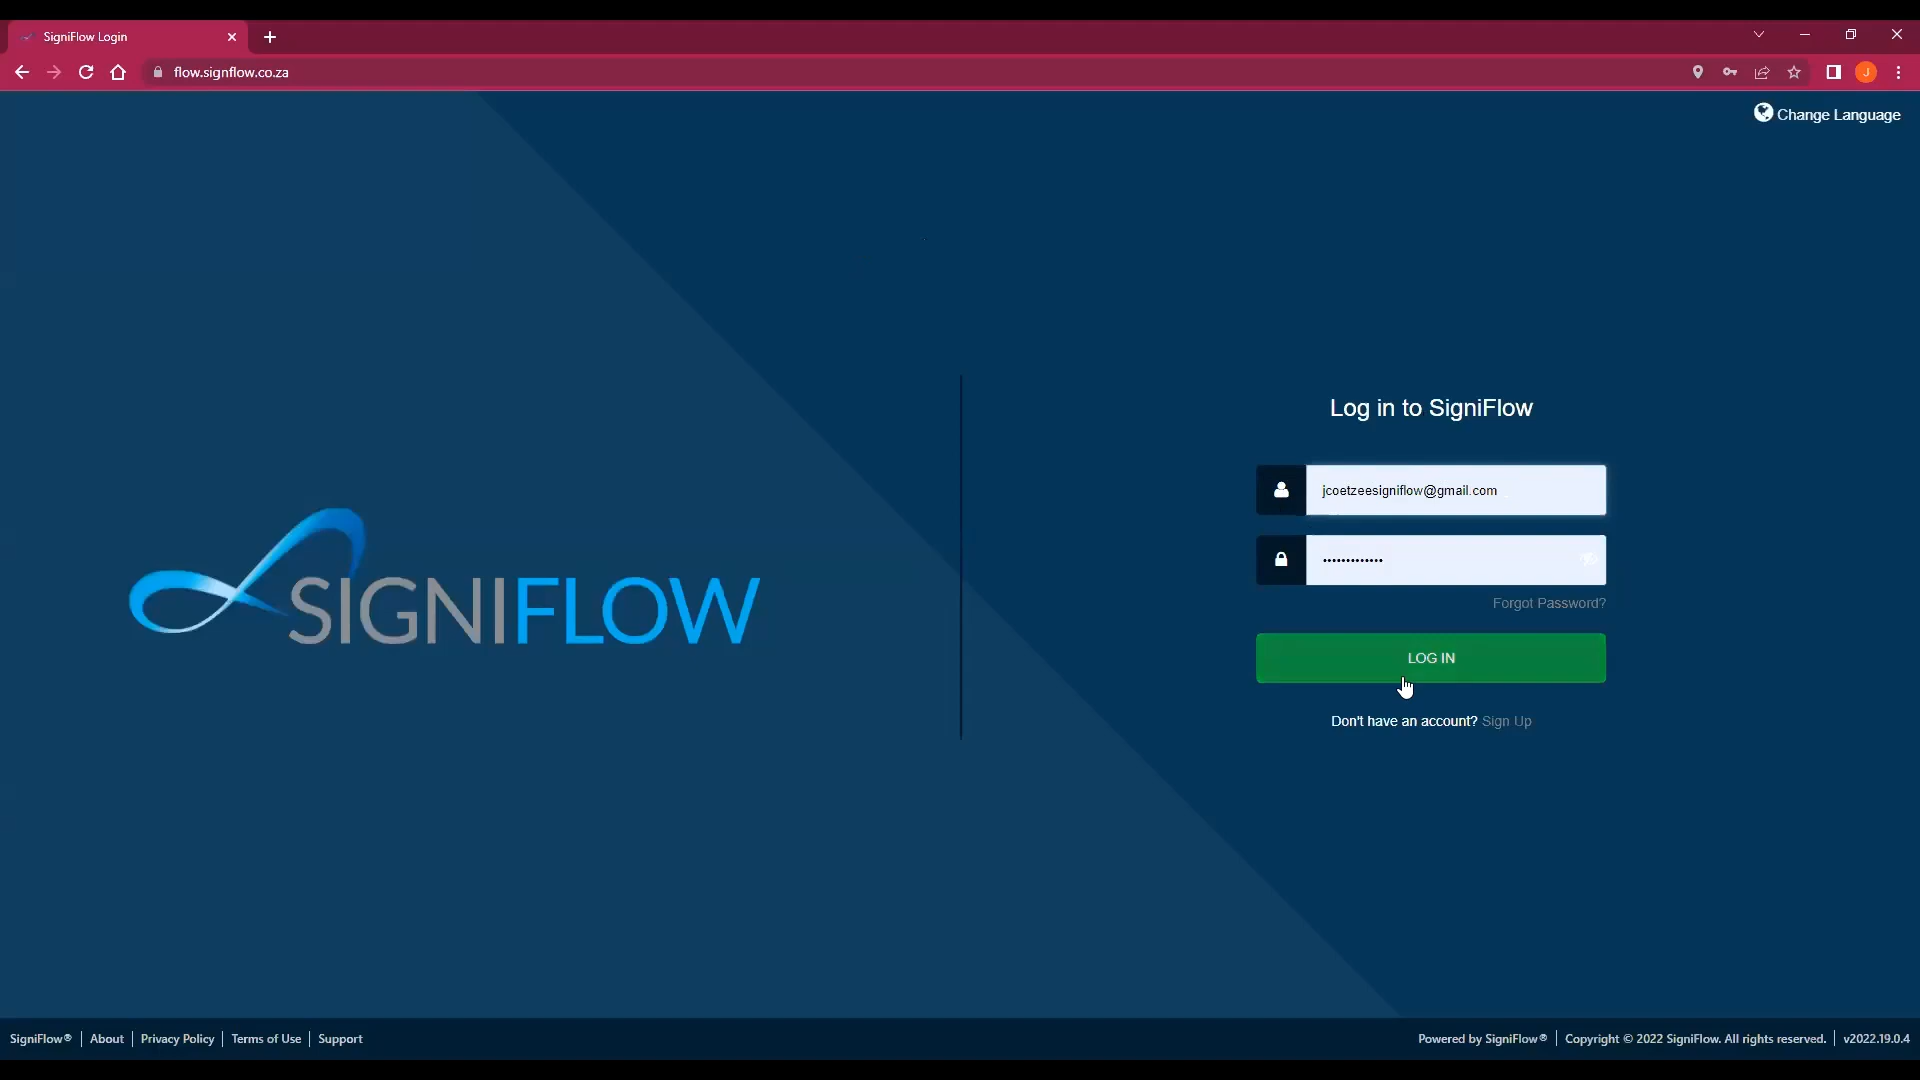 SigniFlow Login
flow.signflow.co.za
J
Change Language
Log in to SigniFlow
jcoetzeesigniflow@gmail.com
•••••••••••••
Forgot Password?
SIGNIFLOW
LOG IN
Don't have an account? Sign Up
SigniFlow® | About | Privacy Policy | Terms of Use | Support
Powered by SigniFlow® | Copyright © 2022 SigniFlow. All rights reserved. | v2022.19.0.4